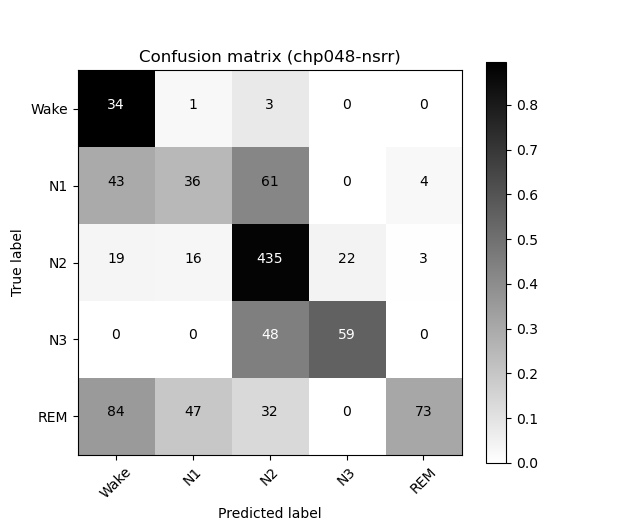 Confusion matrix (chp048-nsrr)
True label
Wake 34 1 3 0 0
N1 43 36 61 0 4
N2 19 16 435 22 3
N3 0 0 48 59 0
REM 84 47 32 0 73
Wake N1 N2 N3 REM
Predicted label
0.8
0.7
0.6
0.5
0.4
0.3
0.2
0.1
0.0